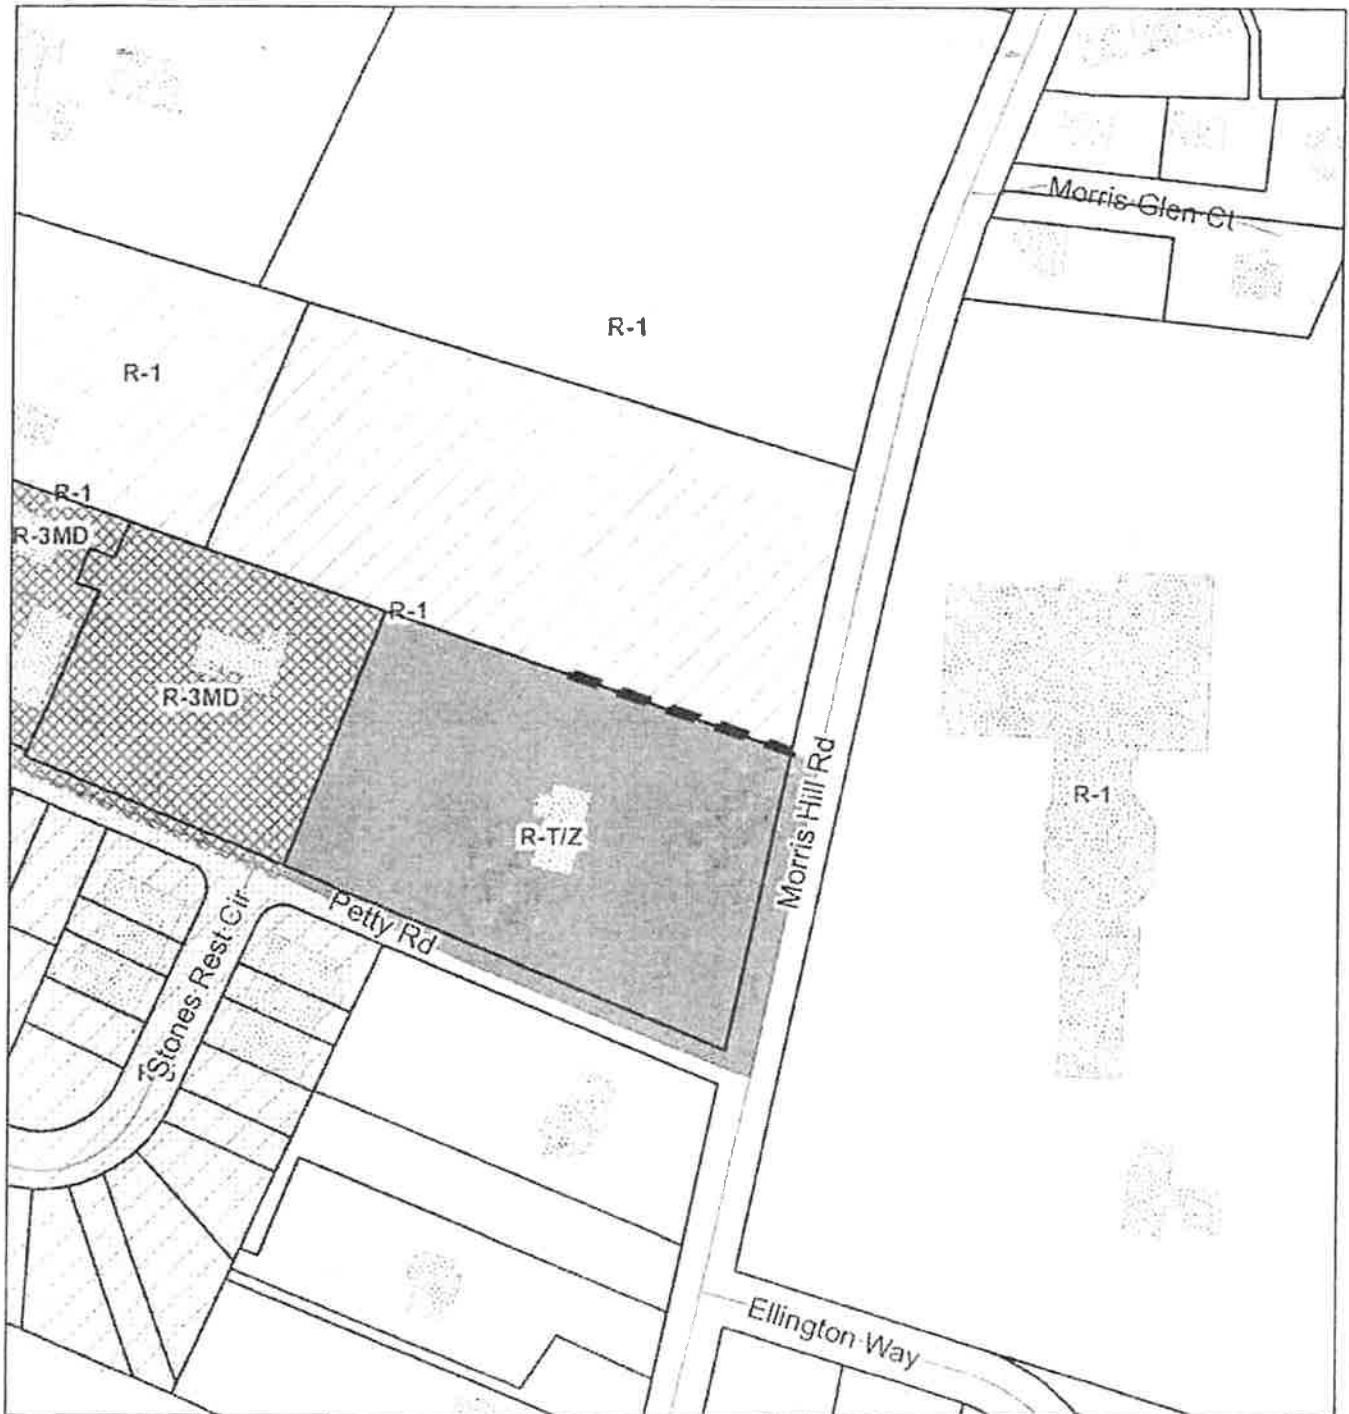 Morris Glen Ct
R-1
R-1
R-1
R-3MD
R-1
R-3MD
R-T/Z
R-1
Morris Hill Rd
Petty Rd
Stones Rest Cir
Ellington Way